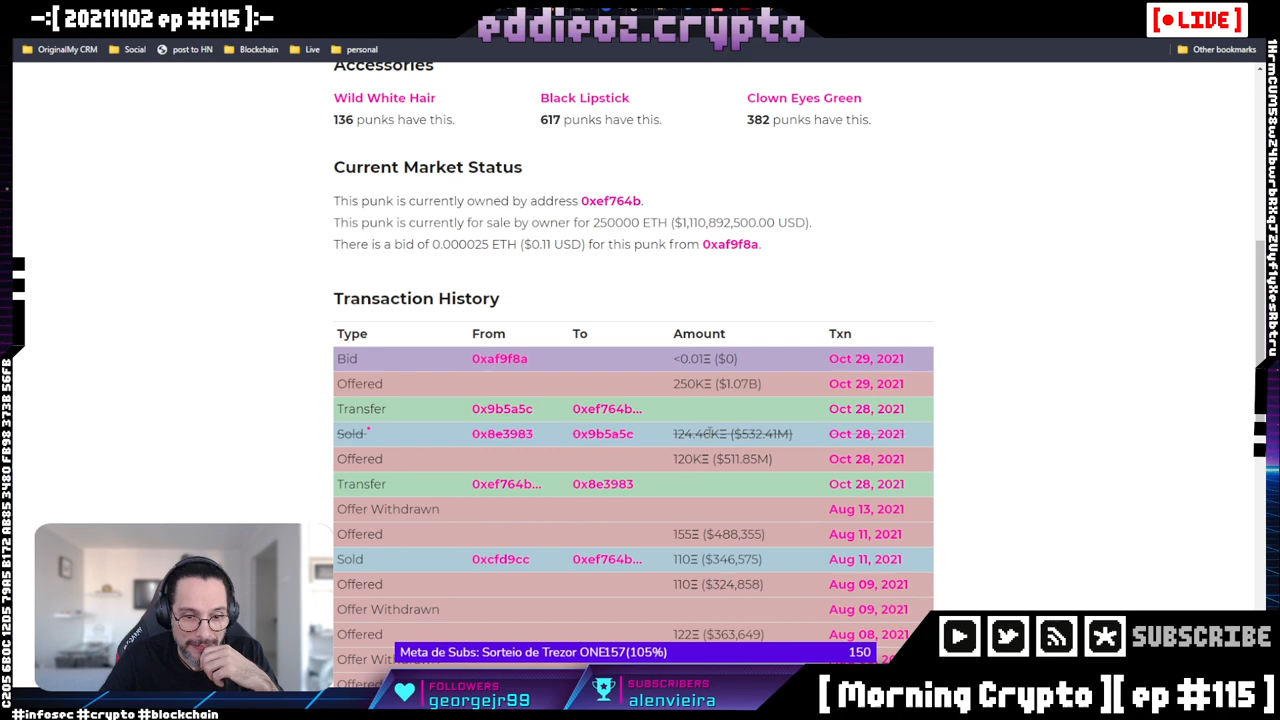 -:[ 20211102 ep #115 ]:-
eddieoz.crypto
[● LIVE ]
OriginalMy CRM Social post to HN Blockchain Live personal Other bookmarks
Accessories
Wild White Hair Black Lipstick Clown Eyes Green
136 punks have this. 617 punks have this. 382 punks have this.
Current Market Status
This punk is currently owned by address 0xef764b.
This punk is currently for sale by owner for 250000 ETH ($1,110,892,500.00 USD).
There is a bid of 0.000025 ETH ($0.11 USD) for this punk from 0xaf9f8a.
Transaction History
Type From To Amount Txn
Bid 0xaf9f8a <0.01Ξ ($0) Oct 29, 2021
Offered 250KΞ ($1.07B) Oct 29, 2021
Transfer 0x9b5a5c 0xef764b... Oct 28, 2021
Sold * 0x8e3983 0x9b5a5c 124.46KΞ ($532.41M) Oct 28, 2021
Offered 120KΞ ($511.85M) Oct 28, 2021
Transfer 0xef764b... 0x8e3983 Oct 28, 2021
Offer Withdrawn Aug 13, 2021
Offered 155Ξ ($488,355) Aug 11, 2021
Sold 0xcfd9cc 0xef764b... 110Ξ ($346,575) Aug 11, 2021
Offered 110Ξ ($324,858) Aug 09, 2021
Offer Withdrawn Aug 09, 2021
Offered 122Ξ ($363,649) Aug 08, 2021
Meta de Subs: Sorteio de Trezor ONE157(105%) 150
FOLLOWERS
georgejr99
SUBSCRIBERS
alenvieira
SUBSCRIBE
[ Morning Crypto ][ ep #115 ]
#infosec #crypto #blockchain